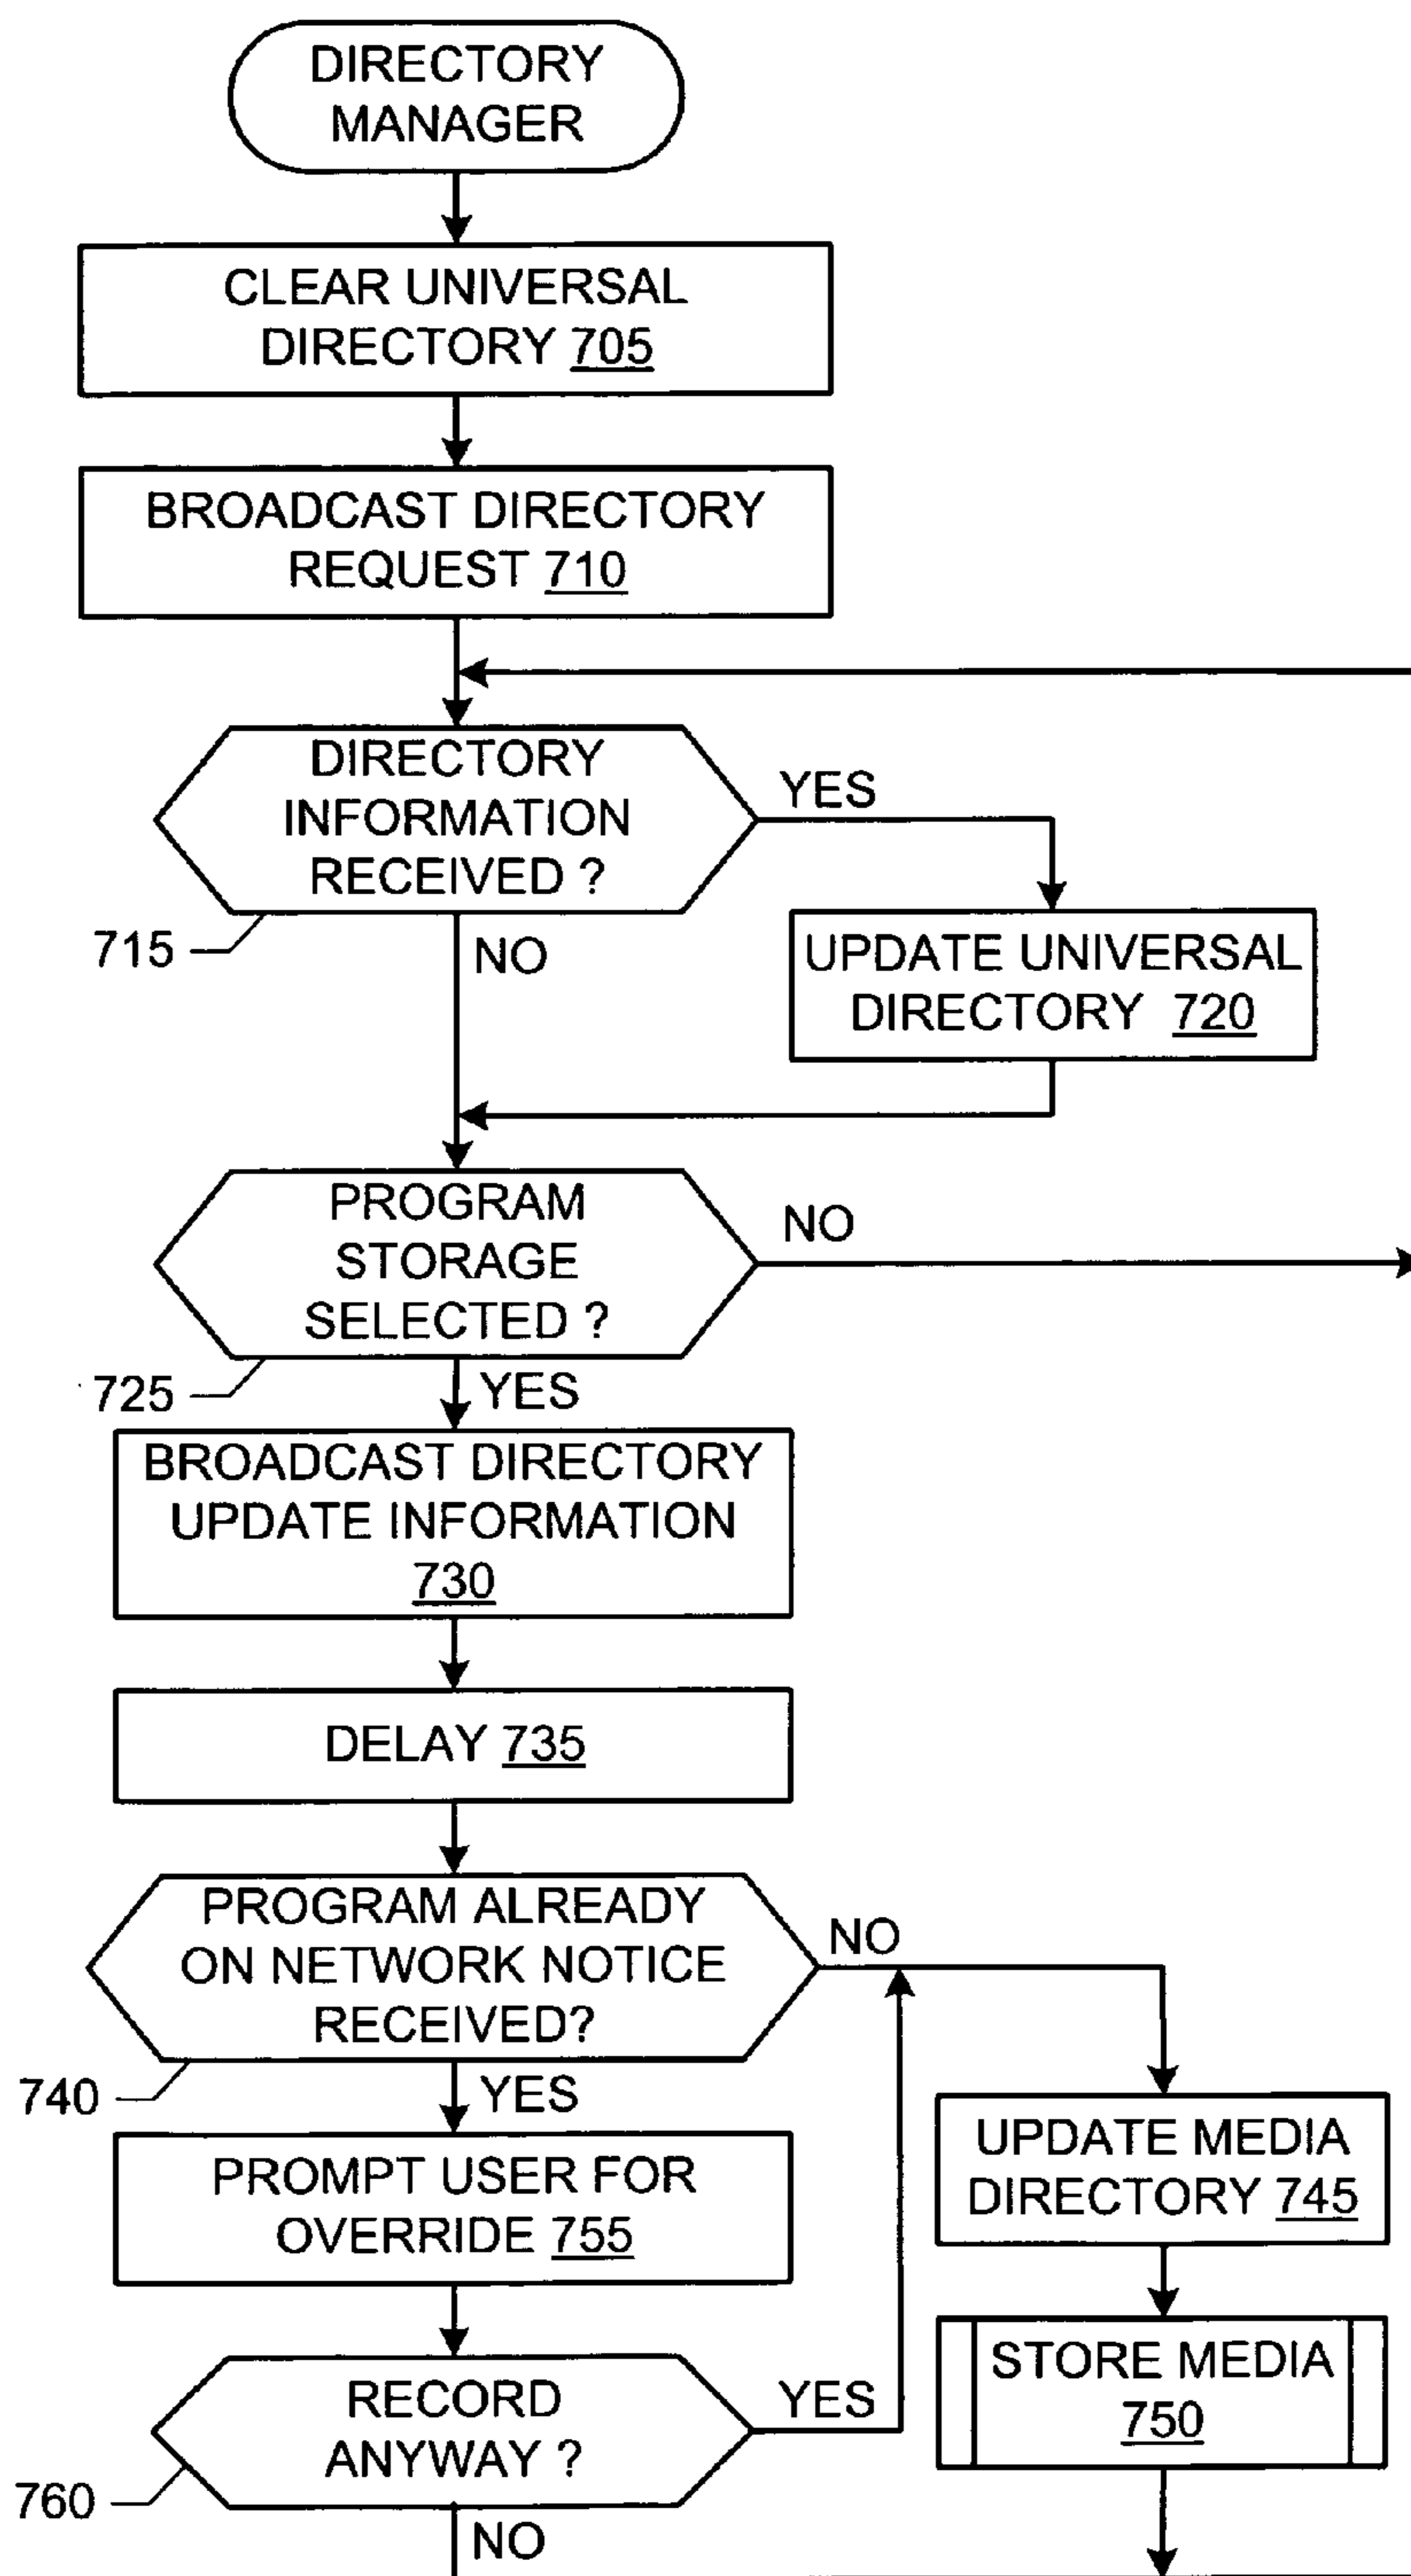 DIRECTORY
MANAGER
CLEAR UNIVERSAL
DIRECTORY 705
BROADCAST DIRECTORY
REQUEST 710
DIRECTORY
INFORMATION
RECEIVED ?
YES
715
NO
UPDATE UNIVERSAL
DIRECTORY 720
PROGRAM
STORAGE
SELECTED ?
NO
725
YES
BROADCAST DIRECTORY
UPDATE INFORMATION
730
DELAY 735
PROGRAM ALREADY
ON NETWORK NOTICE
RECEIVED?
NO
740
YES
UPDATE MEDIA
DIRECTORY 745
PROMPT USER FOR
OVERRIDE 755
STORE MEDIA
750
RECORD
ANYWAY ?
YES
760
NO